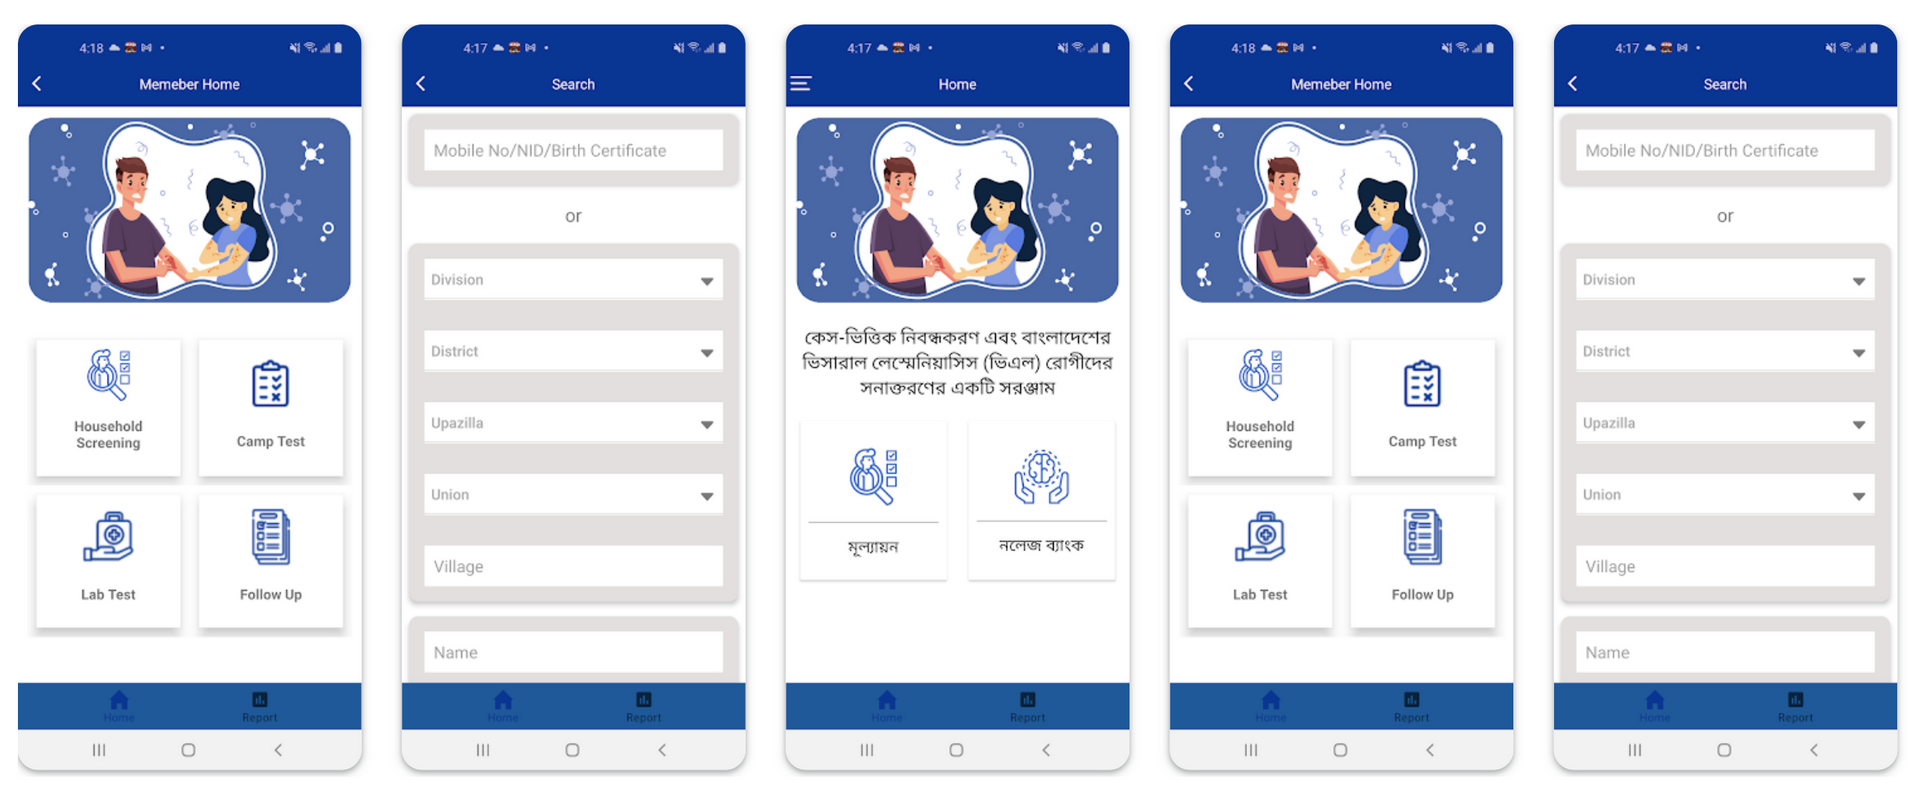 4:18
Memeber Home
Household
Screening
Camp Test
Lab Test
Follow Up
Home
Report
4:17
Search
Mobile No/NID/Birth Certificate
or
Division
District
Upazilla
Union
Village
Name
Home
Report
4:17
Home
কেস-ভিত্তিক নিবন্ধকরণ এবং বাংলাদেশের
ভিসারাল লেস্মেনিয়াসিস (ভিএল) রোগীদের
সনাক্তরণের একটি সরঞ্জাম
মূল্যায়ন
নলেজ ব্যাংক
Home
Report
4:18
Memeber Home
Household
Screening
Camp Test
Lab Test
Follow Up
Home
Report
4:17
Search
Mobile No/NID/Birth Certificate
or
Division
District
Upazilla
Union
Village
Name
Home
Report